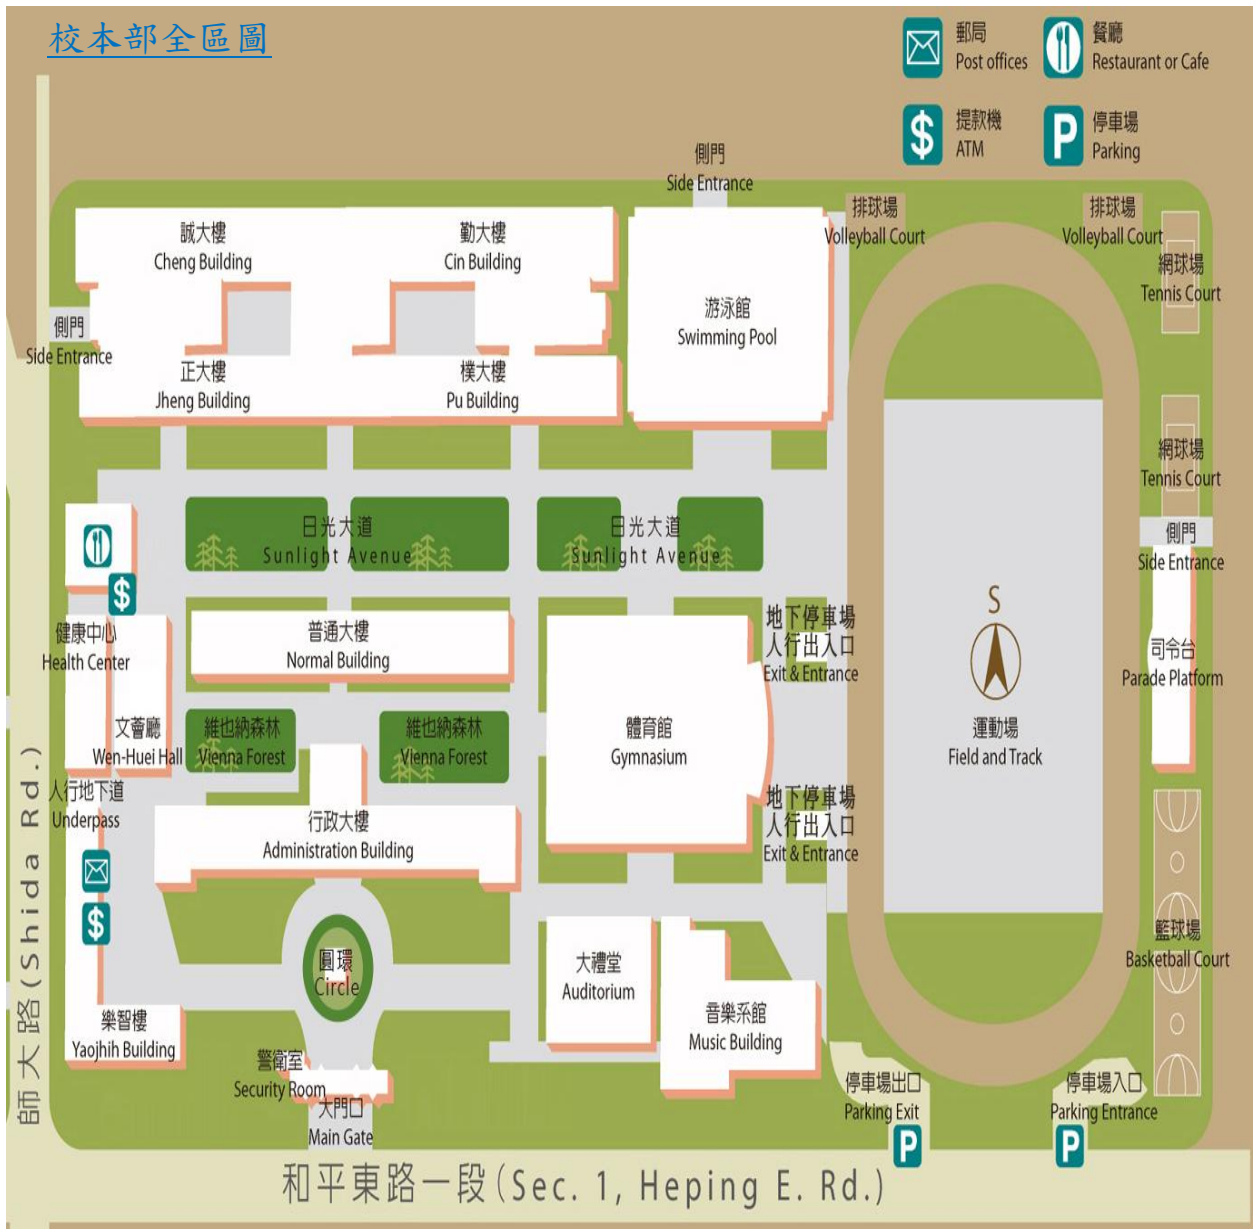 校本部全區圖
郵局
Post offices
餐廳
Restaurant or Cafe
提款機
ATM
停車場
Parking
側門
Side Entrance
排球場
Volleyball Court
排球場
Volleyball Court
誠大樓
Cheng Building
勤大樓
Cin Building
網球場
Tennis Court
游泳館
Swimming Pool
側門
Side Entrance
正大樓
Jheng Building
樸大樓
Pu Building
網球場
Tennis Court
日光大道
Sunlight Avenue
日光大道
Sunlight Avenue
側門
Side Entrance
健康中心
Health Center
普通大樓
Normal Building
地下停車場
人行出入口
Exit & Entrance
S
司令台
Parade Platform
文薈廳
Wen-Huei Hall
維也納森林
Vienna Forest
維也納森林
Vienna Forest
體育館
Gymnasium
運動場
Field and Track
人行地下道
Underpass
行政大樓
Administration Building
地下停車場
人行出入口
Exit & Entrance
師大路(Shida Rd.)
圓環
Circle
大禮堂
Auditorium
籃球場
Basketball Court
樂智樓
Yaojhih Building
音樂系館
Music Building
警衛室
Security Room
大門口
Main Gate
停車場出口
Parking Exit
P
停車場入口
Parking Entrance
P
和平東路一段(Sec. 1, Heping E. Rd.)